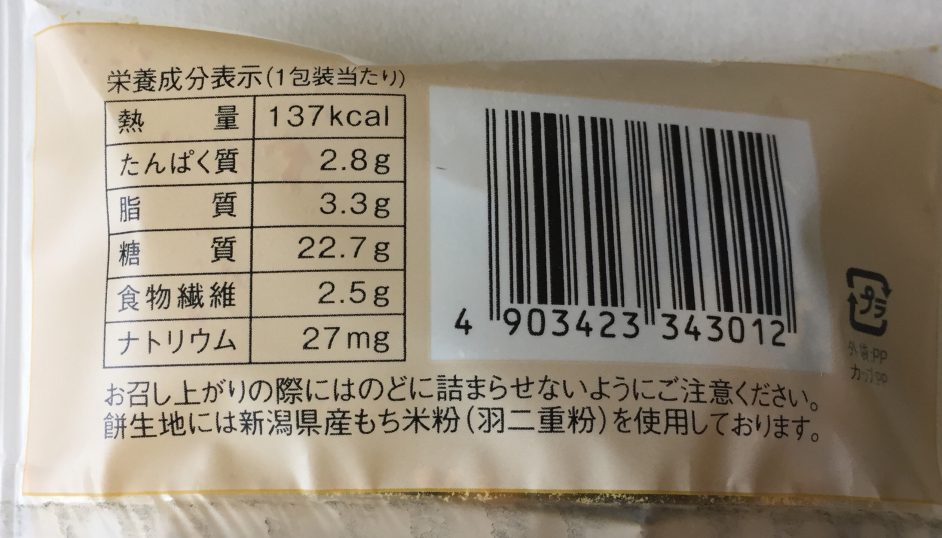 栄養成分表示(1包装当たり)
熱量 137kcal
たんぱく質 2.8g
脂質 3.3g
糖質 22.7g
食物繊維 2.5g
ナトリウム 27mg
4 903423 343012
プラ
外袋:PP
カップ:PP
お召し上がりの際にはのどに詰まらせないようにご注意ください。
餅生地には新潟県産もち米粉(羽二重粉)を使用しております。